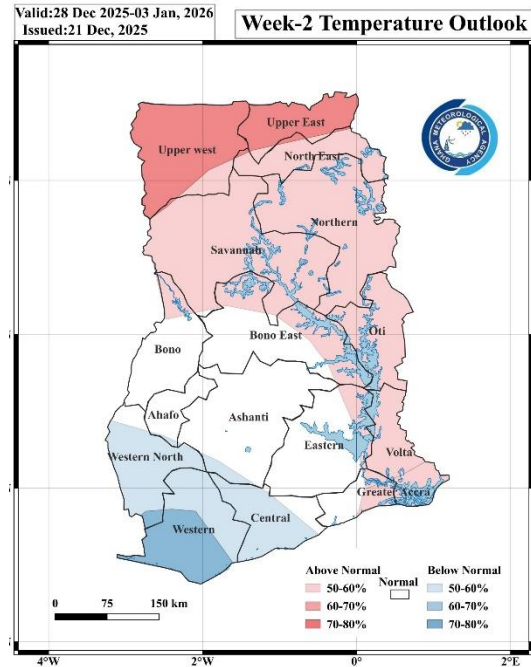 Valid:28 Dec 2025-03 Jan, 2026
Issued:21 Dec, 2025
Week-2 Temperature Outlook
GHANA METEOROLOGICAL AGENCY
Upper East
Upper west
North East
Northern
Savannah
Bono East
Oti
Bono
Ahafo
Ashanti
Eastern
Volta
Western North
Greater Accra
Central
Western
Above Normal
Normal
Below Normal
50-60%
50-60%
60-70%
60-70%
70-80%
70-80%
0 75 150 km
4°W
2°W
0°
2°E